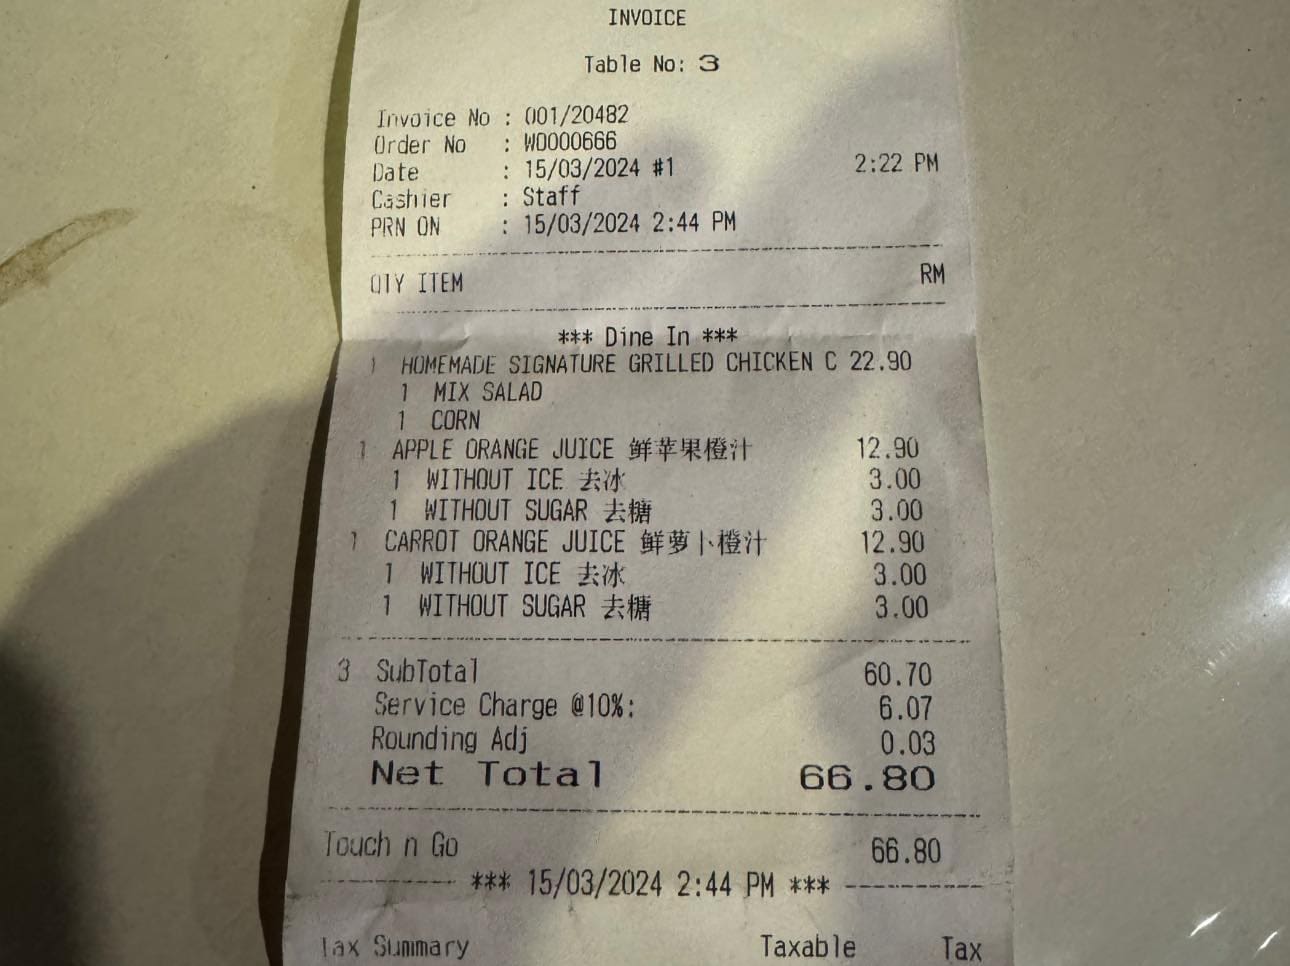 INVOICE
Table No: 3
Invoice No : 001/20482
Order No : W0000666
Date : 15/03/2024 #1 2:22 PM
Cashier : Staff
PRN ON : 15/03/2024 2:44 PM
QTY ITEM RM
*** Dine In ***
1 HOMEMADE SIGNATURE GRILLED CHICKEN C 22.90
1 MIX SALAD
1 CORN
1 APPLE ORANGE JUICE 鲜苹果橙汁 12.90
1 WITHOUT ICE 去冰 3.00
1 WITHOUT SUGAR 去糖 3.00
1 CARROT ORANGE JUICE 鲜萝卜橙汁 12.90
1 WITHOUT ICE 去冰 3.00
1 WITHOUT SUGAR 去糖 3.00
3 SubTotal 60.70
Service Charge @10%: 6.07
Rounding Adj 0.03
Net Total 66.80
Touch n Go 66.80
*** 15/03/2024 2:44 PM ***
Tax Summary Taxable Tax